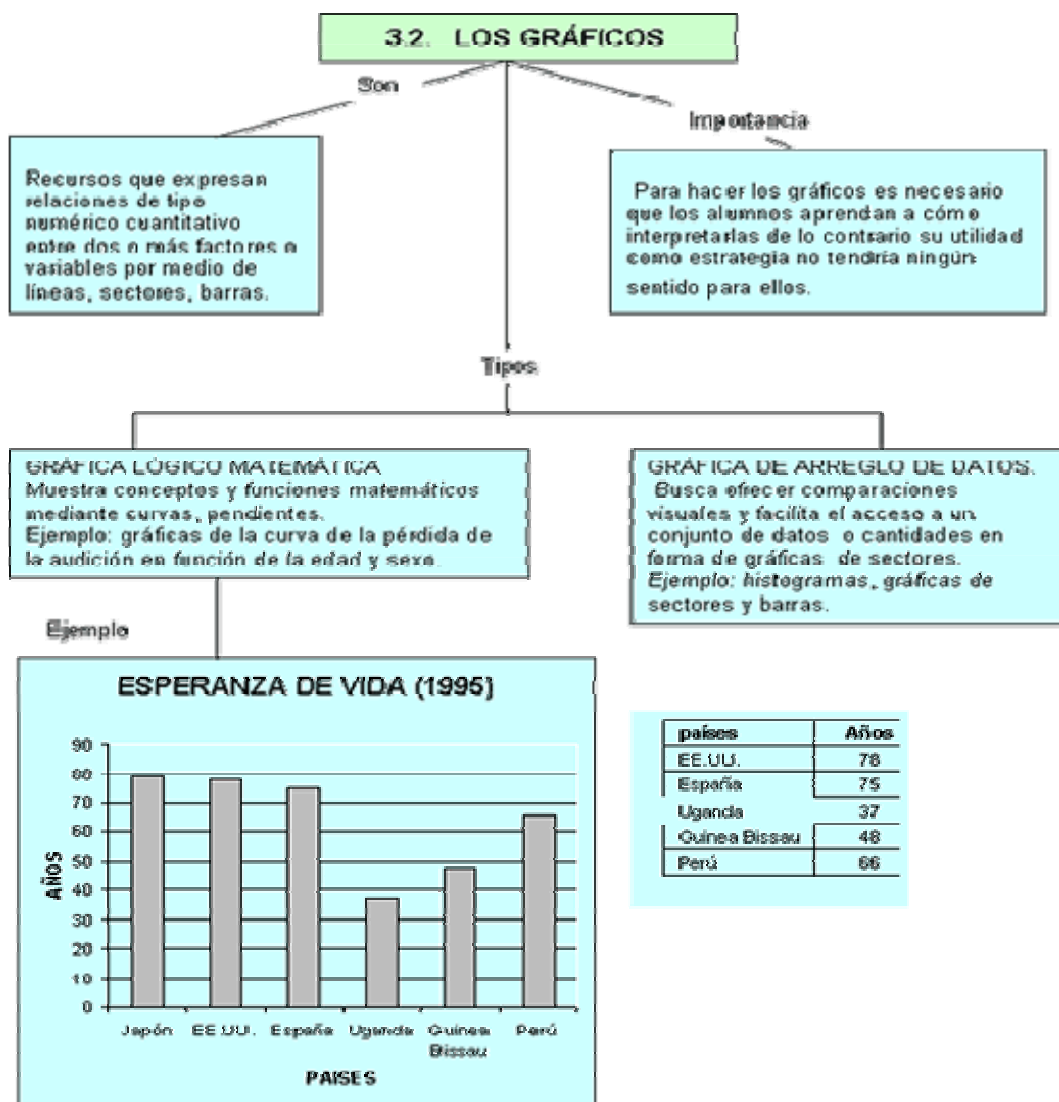 3.2. LOS GRÁFICOS
Son
Importancia
Recursos que expresan
relaciones de tipo
numérico cuantitativo
entre dos o más factores o
variables por medio de
líneas, sectores, barras.
Para hacer los gráficos es necesario
que los alumnos aprendan a cómo
interpretarlas de lo contrario su utilidad
como estrategia no tendría ningún
sentido para ellos.
Tipos
GRÁFICA LÓGICO MATEMÁTICA
Muestra conceptos y funciones matemáticos
mediante curvas, pendientes.
Ejemplo: gráficas de la curva de la pérdida de
la audición en función de la edad y sexo.
GRÁFICA DE ARREGLO DE DATOS.
Busca ofrecer comparaciones
visuales y facilita el acceso a un
conjunto de datos o cantidades en
forma de gráficas de sectores.
Ejemplo: histogramas, gráficas de
sectores y barras.
Ejemplo
ESPERANZA DE VIDA (1995)
AÑOS
90
80
70
60
50
40
30
20
10
0
Japón EE.UU. España Uganda Guinea Perú
Bissau
PAISES
países Años
EE.UU. 78
España 75
Uganda 37
Guinea Bissau 48
Perú 66